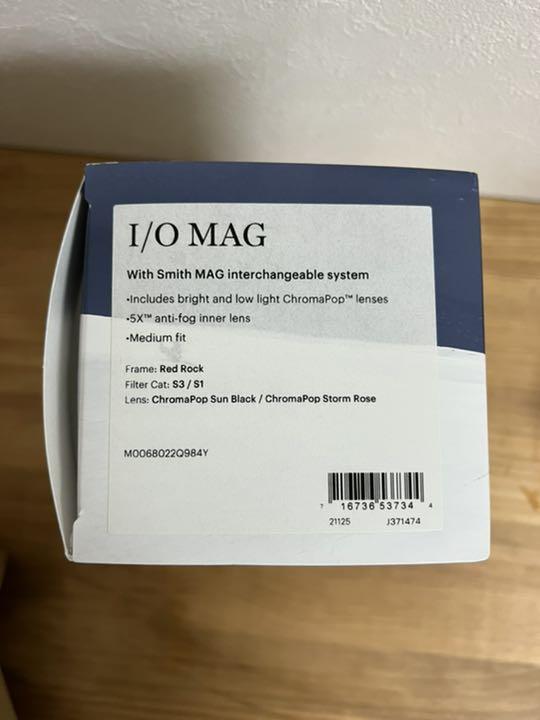 I/O MAG
With Smith MAG interchangeable system
•Includes bright and low light ChromaPop™ lenses
•5X™ anti-fog inner lens
•Medium fit
Frame: Red Rock
Filter Cat: S3 / S1
Lens: ChromaPop Sun Black / ChromaPop Storm Rose
M0068022Q984Y
7 16736 53734 4
21125 J371474